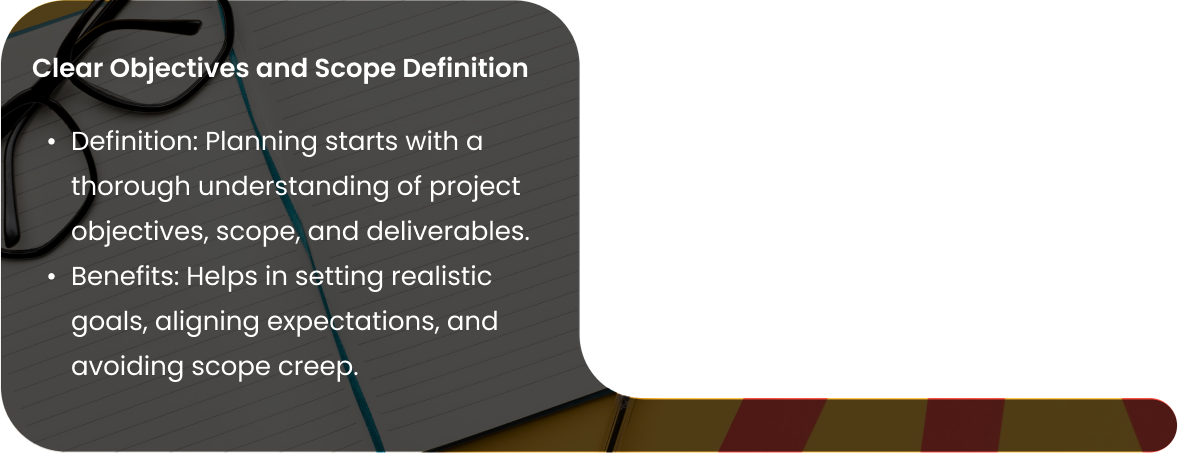 Clear Objectives and Scope Definition
• Definition: Planning starts with a
thorough understanding of project
objectives, scope, and deliverables.
• Benefits: Helps in setting realistic
goals, aligning expectations, and
avoiding scope creep.